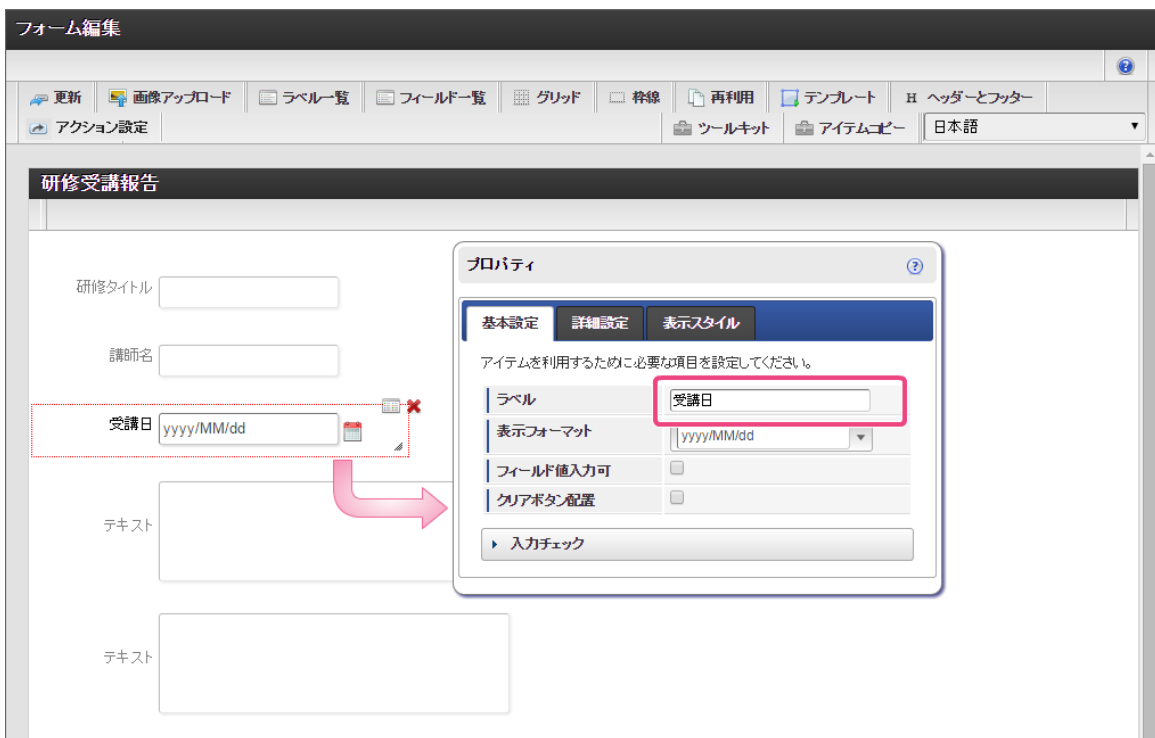 フォーム編集
更新 画像アップロード ラベル一覧 フィールド一覧 グリッド 枠線 再利用 テンプレート H ヘッダーとフッター
アクション設定 ツールキット アイテムコピー 日本語
研修受講報告
研修タイトル
講師名
受講日 yyyy/MM/dd
テキスト
テキスト
プロパティ
基本設定 詳細設定 表示スタイル
アイテムを利用するために必要な項目を設定してください。
ラベル 受講日
表示フォーマット yyyy/MM/dd
フィールド値入力可
クリアボタン配置
入力チェック